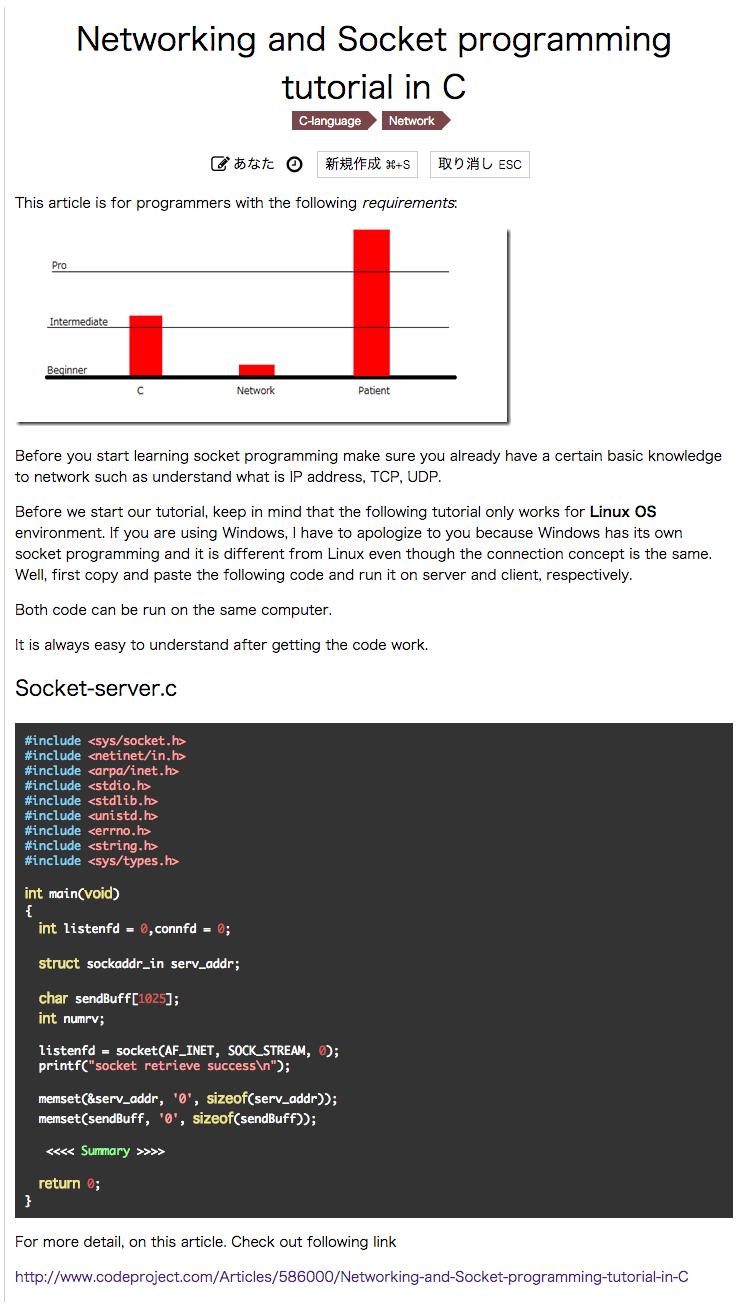 Networking and Socket programming
tutorial in C
C-language Network
あなた 新規作成 ⌘+S 取り消し ESC
This article is for programmers with the following requirements:
Pro
Intermediate
Beginner
C Network Patient
Before you start learning socket programming make sure you already have a certain basic knowledge
to network such as understand what is IP address, TCP, UDP.
Before we start our tutorial, keep in mind that the following tutorial only works for Linux OS
environment. If you are using Windows, I have to apologize to you because Windows has its own
socket programming and it is different from Linux even though the connection concept is the same.
Well, first copy and paste the following code and run it on server and client, respectively.
Both code can be run on the same computer.
It is always easy to understand after getting the code work.
Socket-server.c
#include <sys/socket.h>
#include <netinet/in.h>
#include <arpa/inet.h>
#include <stdio.h>
#include <stdlib.h>
#include <unistd.h>
#include <errno.h>
#include <string.h>
#include <sys/types.h>
int main(void)
{
int listenfd = 0,connfd = 0;
struct sockaddr_in serv_addr;
char sendBuff[1025];
int numrv;
listenfd = socket(AF_INET, SOCK_STREAM, 0);
printf("socket retrieve success\n");
memset(&serv_addr, '0', sizeof(serv_addr));
memset(sendBuff, '0', sizeof(sendBuff));
<<<< Summary >>>>
return 0;
}
For more detail, on this article. Check out following link
http://www.codeproject.com/Articles/586000/Networking-and-Socket-programming-tutorial-in-C